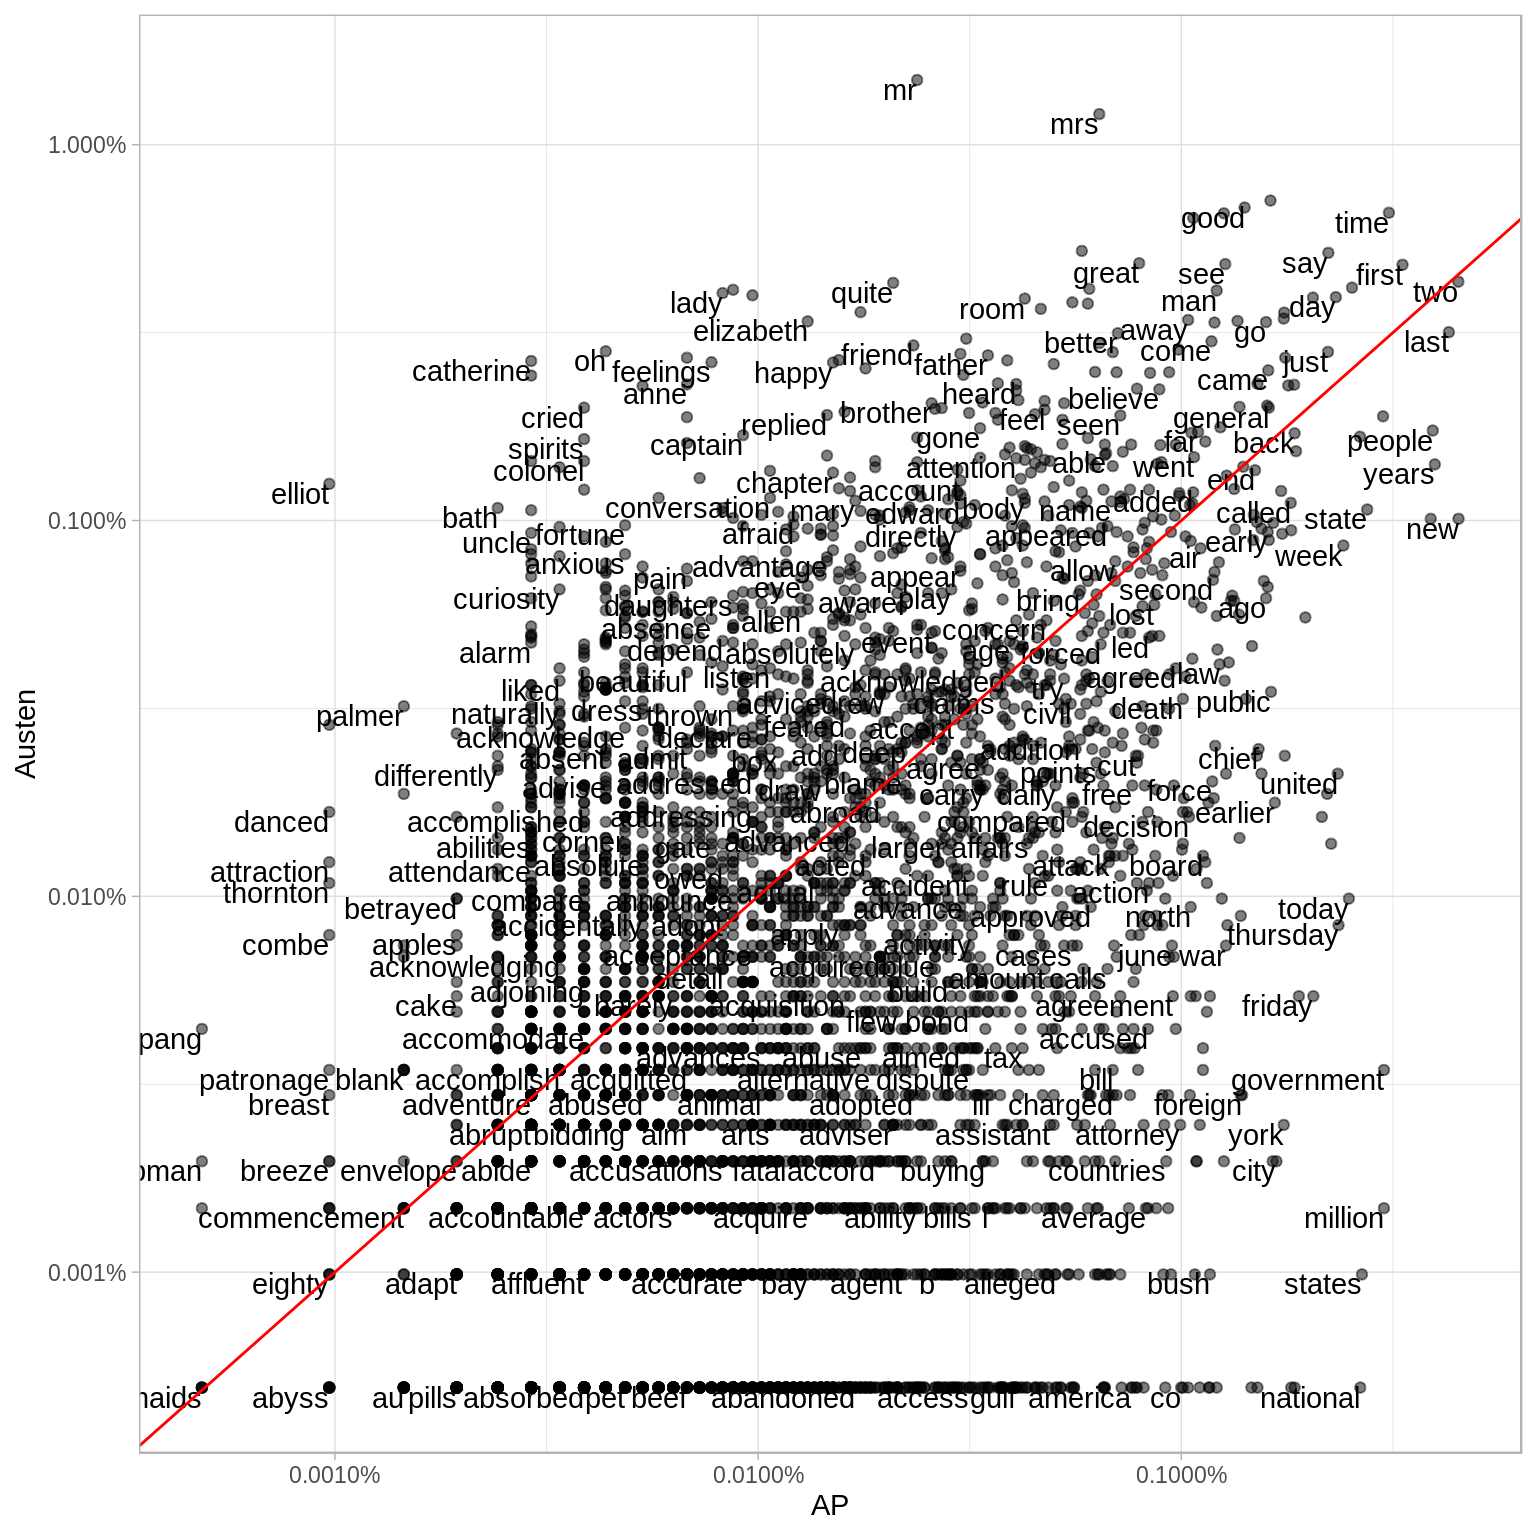 mr
mrs
1.000%
good
time
say
great see first
lady quite man two
room day
elizabeth away go
better last
oh friend come
catherine feelings happy father just
anne heard came
believe
cried replied brother feel general
seen
spirits captain gone far back people
colonel attention able went
elliot chapter end years
account
conversation mary body name added
bath edward called state
0.100%
uncle fortune afraid directly appeared early new
anxious advantage allow air week
pain appear
curiosity eye play bring second
daughters aware lost ago
absence allen concern
alarm depend absolutely event age forced led
beautiful listen acknowledged agreed law
liked try
palmer naturally dress thrown advice drew claims civil death public
acknowledge declare feared accept
absent admit box add deep addition chief
differently advise addressed draw blame agree points cut united
carry daily free force
Austen
danced accomplished addressing abroad compared decision earlier
abilities corner gate advanced larger affairs
attraction attendance absolute acted attack board
thornton compare owed actual accident rule action
0.010%
betrayed announce advance approved north today
accidentally adopt
combe apples acceptance apply activity cases june war thursday
acknowledging acquired blue
adjoining detail build amount calls
cake barely acquisition agreement friday
flew bond
pang accommodate accused
advances abuse aimed tax
patronage blank accomplish acquitted alternative dispute bill government
breast adventure abused animal adopted ill charged foreign
abrupt bidding aim arts adviser assistant attorney york
breeze envelope abide accusations fatal accord buying countries city
commencement accountable actors acquire ability bills i average million
0.001%
eighty adapt affluent accurate bay agent b alleged bush states
abyss au pills absorbed pet beef abandoned access gulf america co national
0.0010% 0.0100% 0.1000%
AP